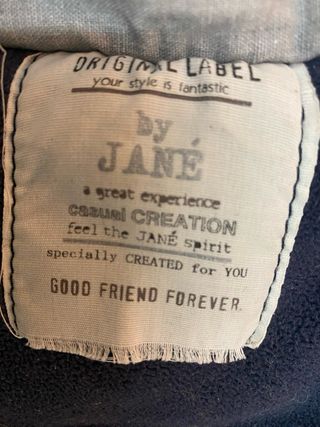 ORIGINAL LABEL
your style is fantastic
by
JANÉ
a great experience
casual CREATION
feel the JANÉ spirit
specially CREATED for YOU
GOOD FRIEND FOREVER.